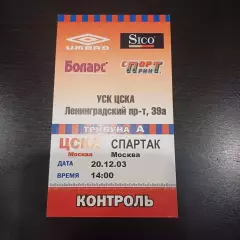 UMBRO
SICO
Боларс
СПОРТ ПРИНТ
УСК ЦСКА
Ленинградский пр-т, 39а
ТРИБУНА А
ЦСКА СПАРТАК
Москва Москва
ДАТА 20.12.03
ВРЕМЯ 14:00
КОНТРОЛЬ